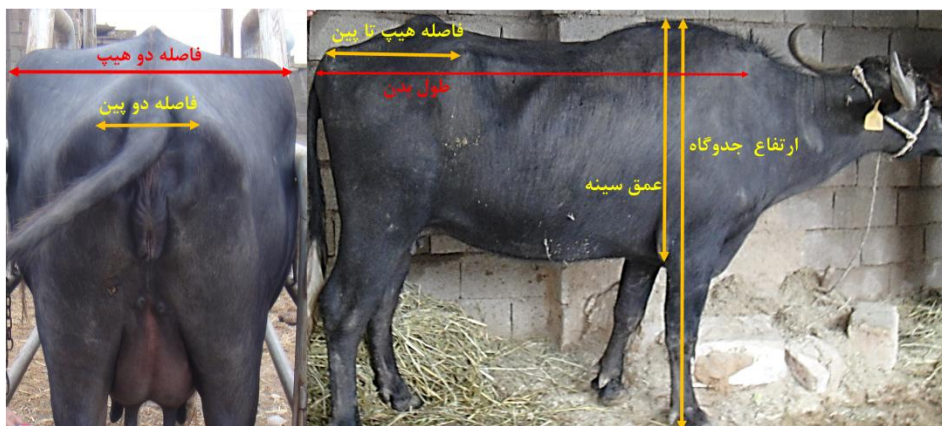 فاصله دو هیپ
فاصله دو پین
فاصله هیپ تا پین
طول بدن
ارتفاع جدوگاه
عمق سینه